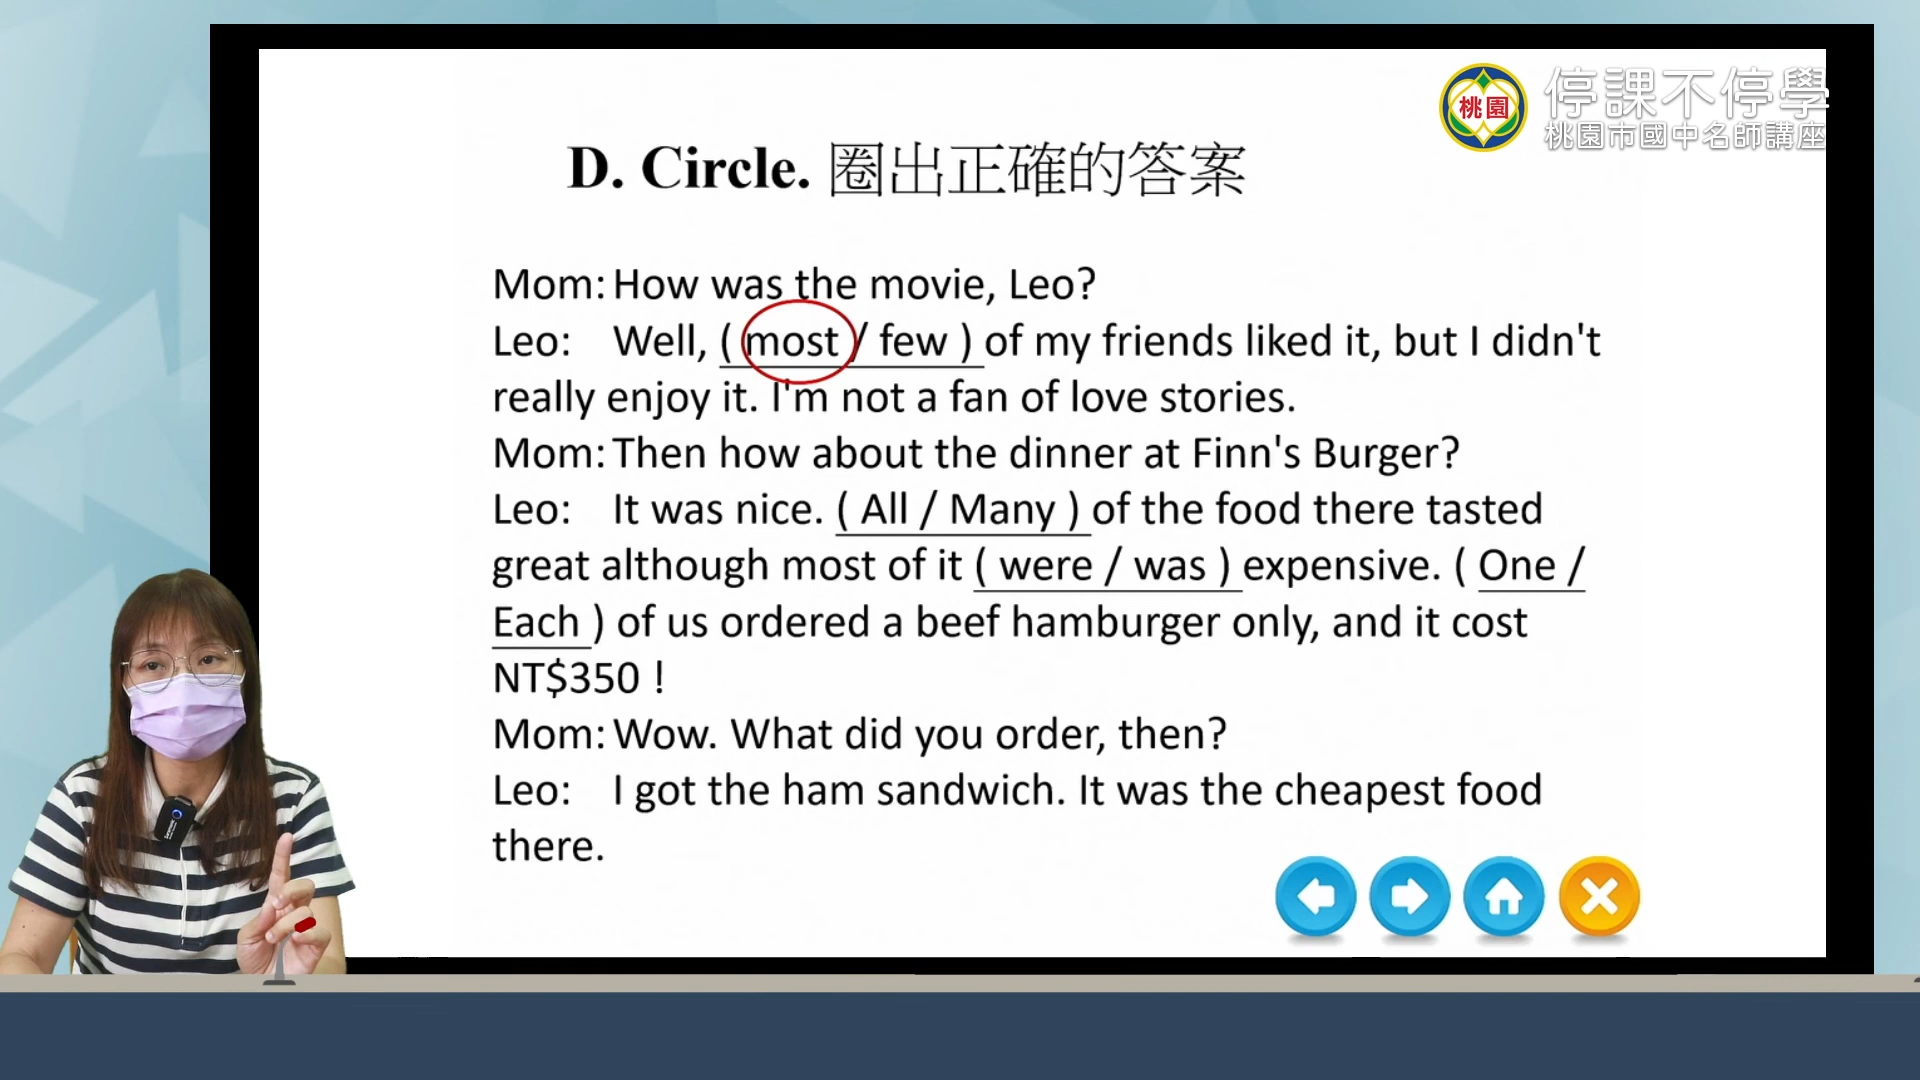 桃園
停課不停學
桃園市國中名師講座
D. Circle. 圈出正確的答案
Mom: How was the movie, Leo?
Leo: Well, ( most / few ) of my friends liked it, but I didn't
really enjoy it. I'm not a fan of love stories.
Mom: Then how about the dinner at Finn's Burger?
Leo: It was nice. ( All / Many ) of the food there tasted
great although most of it ( were / was ) expensive. ( One /
Each ) of us ordered a beef hamburger only, and it cost
NT$350 !
Mom: Wow. What did you order, then?
Leo: I got the ham sandwich. It was the cheapest food
there.